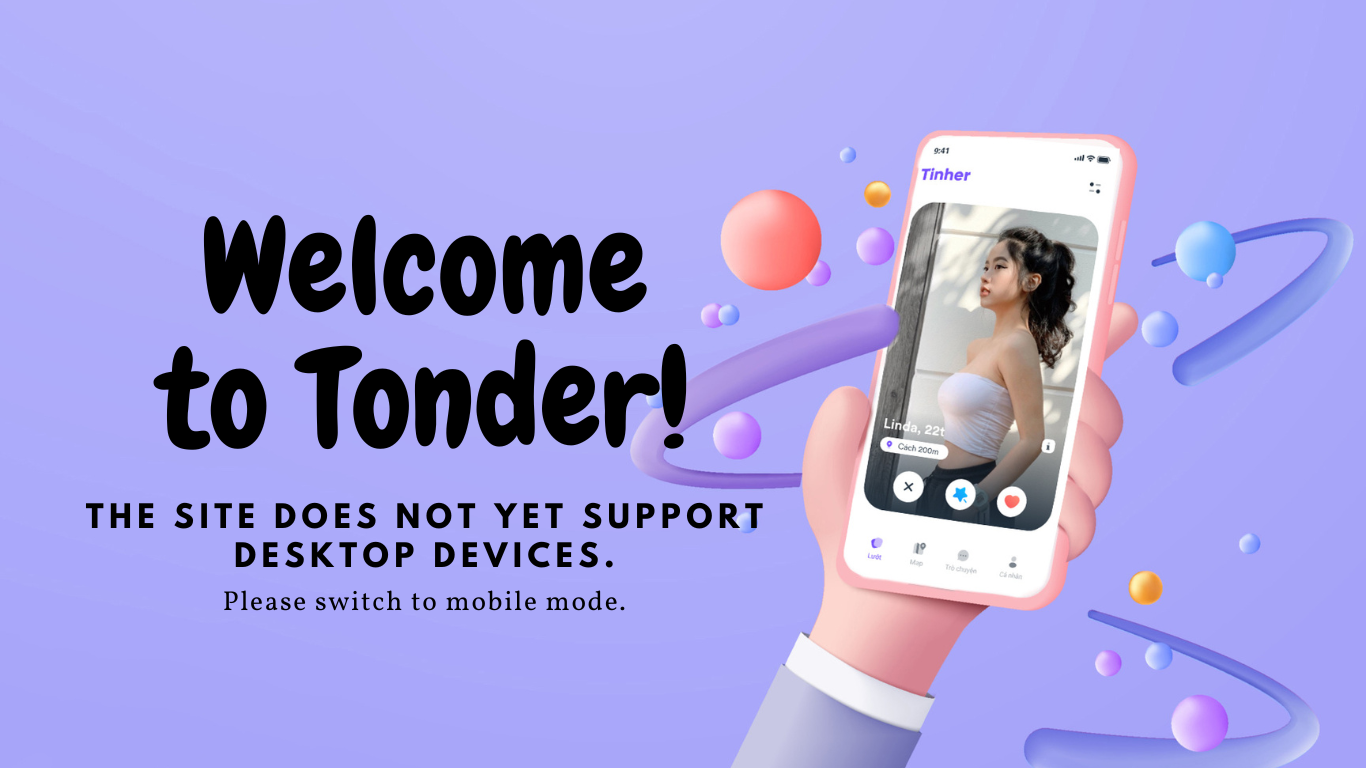 Welcome
to Tonder!
THE SITE DOES NOT YET SUPPORT
DESKTOP DEVICES.
Please switch to mobile mode.
9:41
Tinher
Linda, 22t
Cách 200m
Lướt
Map
Trò chuyện
Cá nhân